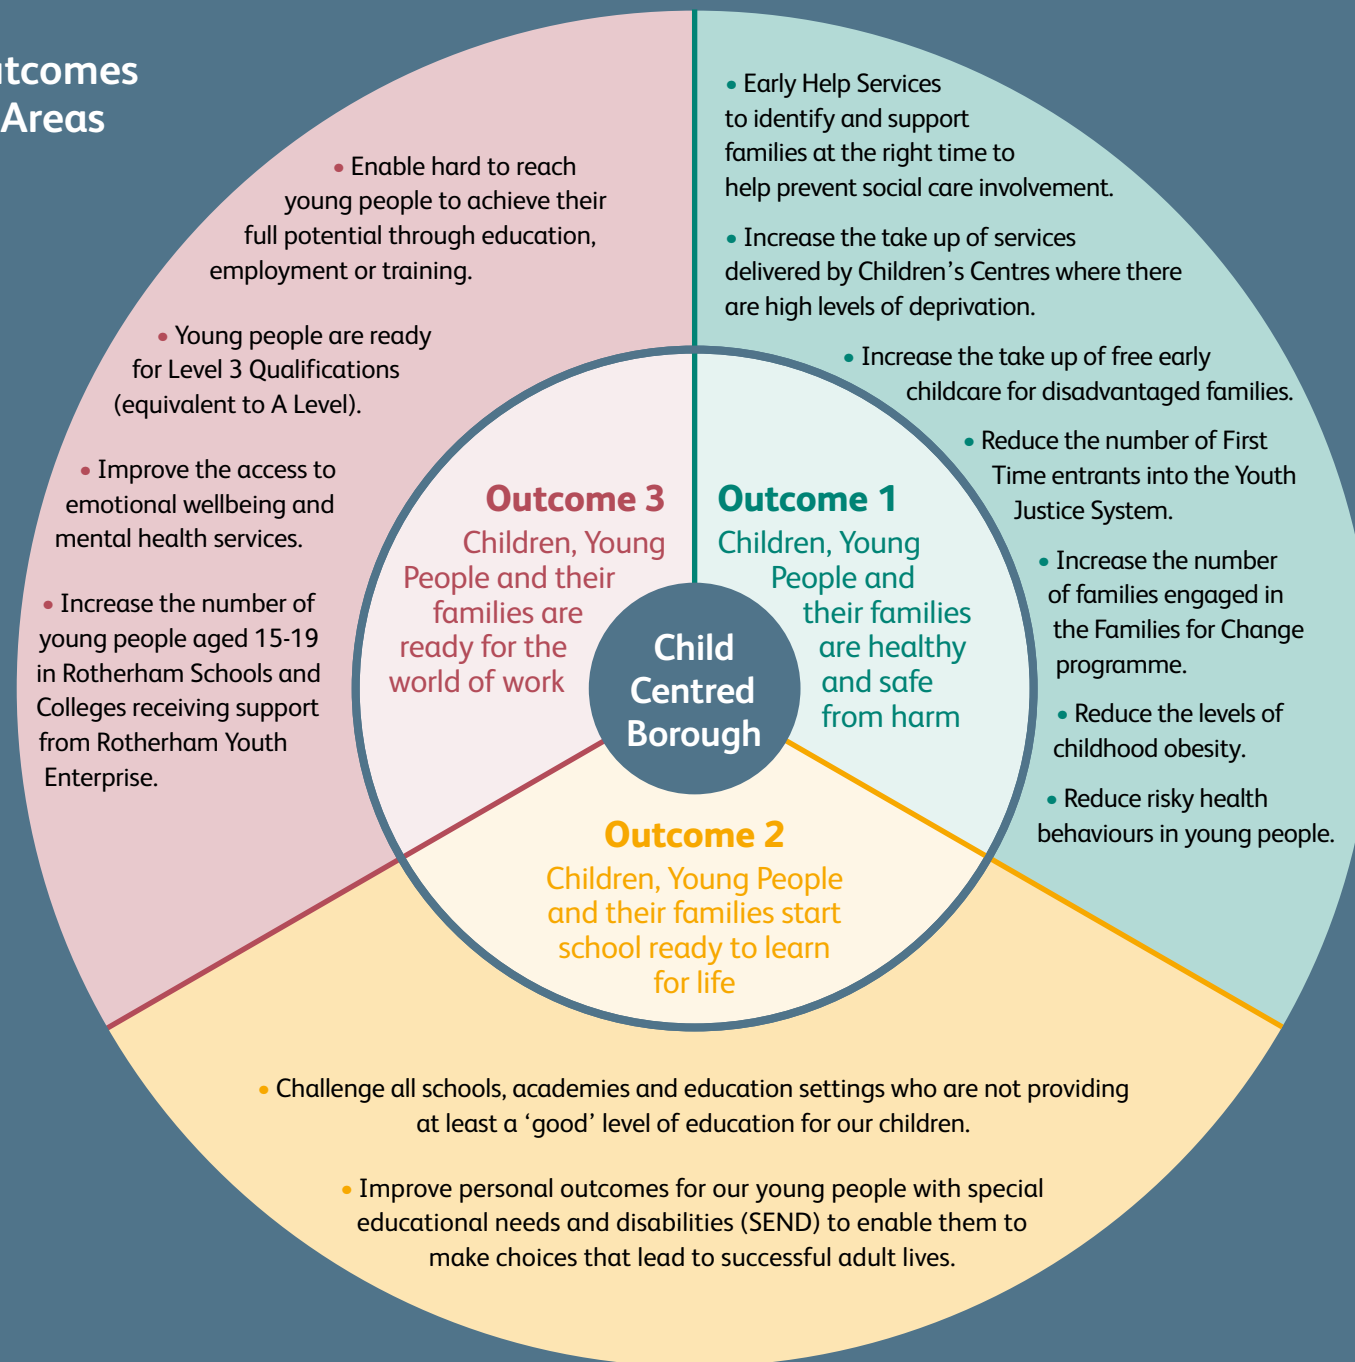 Areas
• Early Help Services
to identify and support
families at the right time to
help prevent social care involvement.
• Increase the take up of services
delivered by Children’s Centres where there
are high levels of deprivation.
• Increase the take up of free early
childcare for disadvantaged families.
• Reduce the number of First
Time entrants into the Youth
Justice System.
• Increase the number
of families engaged in
the Families for Change
programme.
• Reduce the levels of
childhood obesity.
• Reduce risky health
behaviours in young people.
• Enable hard to reach
young people to achieve their
full potential through education,
employment or training.
• Young people are ready
for Level 3 Qualifications
(equivalent to A Level).
• Improve the access to
emotional wellbeing and
mental health services.
• Increase the number of
young people aged 15-19
in Rotherham Schools and
Colleges receiving support
from Rotherham Youth
Enterprise.
Outcome 3
Children, Young
People and their
families are
ready for the
world of work
Outcome 1
Children, Young
People and
their families
are healthy
and safe
from harm
Child
Centred
Borough
Outcome 2
Children, Young People
and their families start
school ready to learn
for life
• Challenge all schools, academies and education settings who are not providing
at least a ‘good’ level of education for our children.
• Improve personal outcomes for our young people with special
educational needs and disabilities (SEND) to enable them to
make choices that lead to successful adult lives.